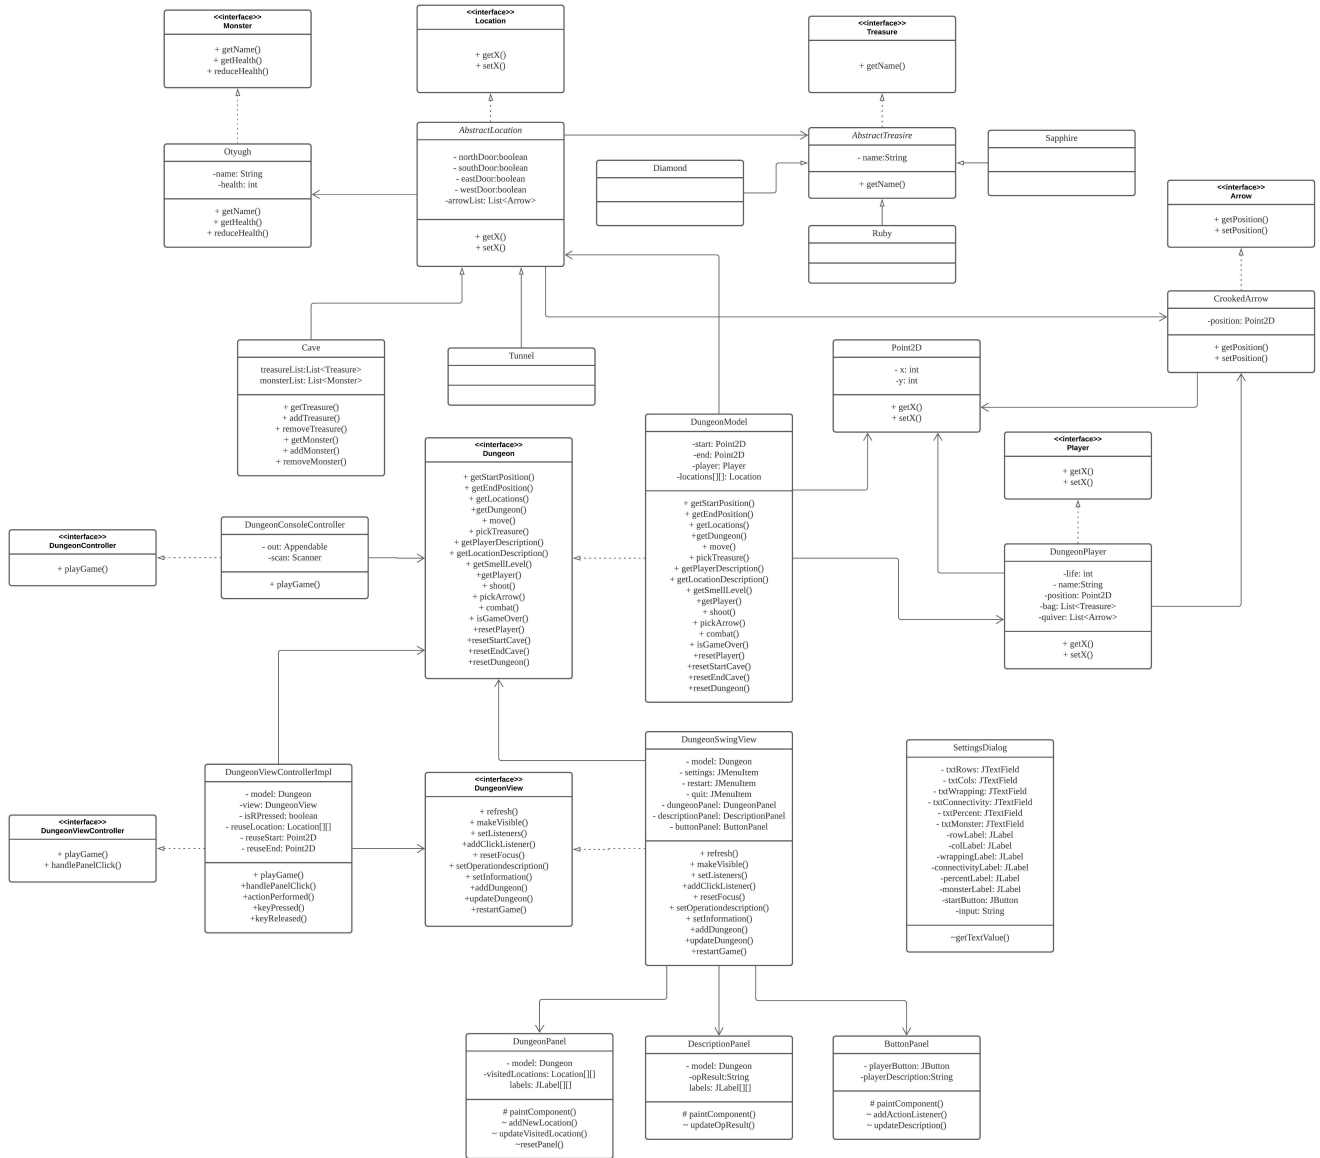 <<interface>>
Monster
+ getName()
+ getHealth()
+ reduceHealth()
<<interface>>
Location
+ getX()
+ setX()
<<interface>>
Treasure
+ getName()
Otyugh
-name: String
-health: int
+ getName()
+ getHealth()
+ reduceHealth()
AbstractLocation
- northDoor:boolean
- southDoor:boolean
- eastDoor:boolean
- westDoor:boolean
-arrowList: List<Arrow>
+ getX()
+ setX()
Diamond
AbstractTreasire
- name:String
+ getName()
Sapphire
Ruby
<<interface>>
Arrow
+ getPosition()
+ setPosition()
CrookedArrow
-position: Point2D
+ getPosition()
+ setPosition()
Cave
treasureList:List<Treasure>
monsterList: List<Monster>
+ getTreasure()
+ addTreasure()
+ removeTreasure()
+ getMonster()
+ addMonster()
+ removeMonster()
Tunnel
Point2D
- x: int
-y: int
+ getX()
+ setX()
<<interface>>
Dungeon
+ getStartPosition()
+ getEndPosition()
+ getLocations()
+getDungeon()
+ move()
+ pickTreasure()
+ getPlayerDescription()
+ getLocationDescription()
+ getSmellLevel()
+getPlayer()
+ shoot()
+ pickArrow()
+ combat()
+ isGameOver()
+resetPlayer()
+resetStartCave()
+resetEndCave()
+resetDungeon()
DungeonModel
-start: Point2D
-end: Point2D
-player: Player
-locations[][]: Location
+ getStartPosition()
+ getEndPosition()
+ getLocations()
+getDungeon()
+ move()
+ pickTreasure()
+ getPlayerDescription()
+ getLocationDescription()
+ getSmellLevel()
+getPlayer()
+ shoot()
+ pickArrow()
+ combat()
+ isGameOver()
+resetPlayer()
+resetStartCave()
+resetEndCave()
+resetDungeon()
<<interface>>
Player
+ getX()
+ setX()
DungeonPlayer
-life: int
- name:String
-position: Point2D
-bag: List<Treasure>
-quiver: List<Arrow>
+ getX()
+ setX()
<<interface>>
DungeonController
+ playGame()
DungeonConsoleController
- out: Appendable
-scan: Scanner
+ playGame()
<<interface>>
DungeonViewController
+ playGame()
+ handlePanelClick()
DungeonViewControllerImpl
- model: Dungeon
-view: DungeonView
- isRPressed: boolean
- reuseLocation: Location[][]
- reuseStart: Point2D
- reuseEnd: Point2D
+ playGame()
+handlePanelClick()
+actionPerformed()
+keyPressed()
+keyReleased()
<<interface>>
DungeonView
+ refresh()
+ makeVisible()
+ setListeners()
+addClickListener()
+ resetFocus()
+ setOperationdescription()
+ setInformation()
+addDungeon()
+updateDungeon()
+restartGame()
DungeonSwingView
- model: Dungeon
- settings: JMenuItem
- restart: JMenuItem
- quit: JMenuItem
- dungeonPanel: DungeonPanel
- descriptionPanel: DescriptionPanel
- buttonPanel: ButtonPanel
+ refresh()
+ makeVisible()
+ setListeners()
+addClickListener()
+ resetFocus()
+ setOperationdescription()
+ setInformation()
+addDungeon()
+updateDungeon()
+restartGame()
SettingsDialog
- txtRows: JTextField
- txtCols: JTextField
- txtWrapping: JTextField
- txtConnectivity: JTextField
- txtPercent: JTextField
- txtMonster: JTextField
-rowLabel: JLabel
-colLabel: JLabel
-wrappingLabel: JLabel
-connectivityLabel: JLabel
-percentLabel: JLabel
-monsterLabel: JLabel
-startButton: JButton
-input: String
~getTextValue()
DungeonPanel
- model: Dungeon
-visitedLocations: Location[][]
labels: JLabel[][]
# paintComponent()
~ addNewLocation()
~ updateVisitedLocation()
~resetPanel()
DescriptionPanel
- model: Dungeon
-opResult:String
labels: JLabel[][]
# paintComponent()
~ updateOpResult()
ButtonPanel
- playerButton: JButton
-playerDescription:String
# paintComponent()
~ addActionListener()
~ updateDescription()